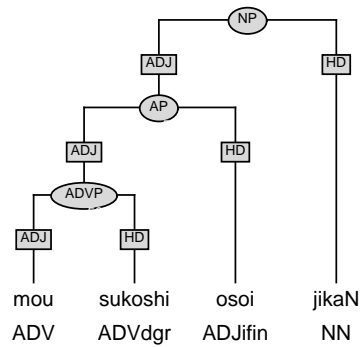 NP
ADJ HD
AP
ADJ HD
ADVP
ADJ HD
mou sukoshi osoi jikaN
ADV ADVdgr ADJifin NN